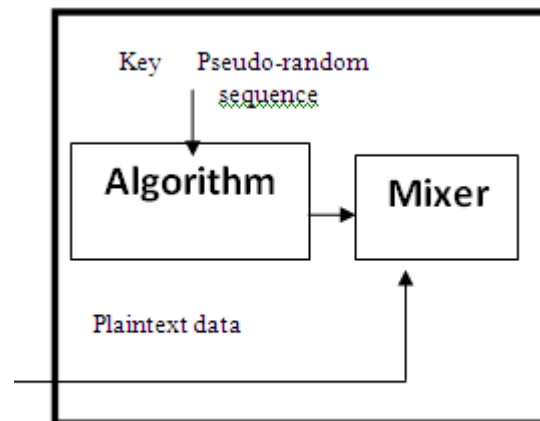 Key Pseudo-random
sequence
Algorithm
Mixer
Plaintext data